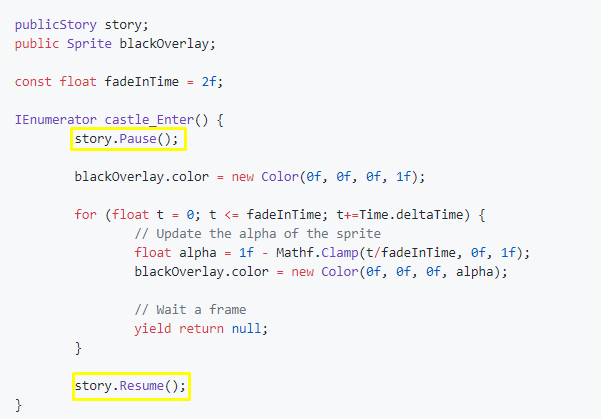 publicStory story;
public Sprite blackOverlay;
const float fadeInTime = 2f;
IEnumerator castle_Enter() {
story.Pause();
blackOverlay.color = new Color(0f, 0f, 0f, 1f);
for (float t = 0; t <= fadeInTime; t+=Time.deltaTime) {
// Update the alpha of the sprite
float alpha = 1f - Mathf.Clamp(t/fadeInTime, 0f, 1f);
blackOverlay.color = new Color(0f, 0f, 0f, alpha);
// Wait a frame
yield return null;
}
story.Resume();
}